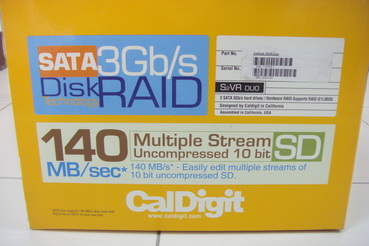 SATA 3Gb/s
Disk RAID
Technology
Part No.
Serial No.
S2VR DUO
2 SATA 3Gb/s hard drives / Hardware RAID Supports RAID 0/1/JBOD
Designed by CalDigit in California
Assembled in California, USA
140
MB/sec*
Multiple Stream
Uncompressed 10 bit
SD
140 MB/s* - Easily edit multiple streams of
10 bit uncompressed SD.
CalDigit
www.caldigit.com